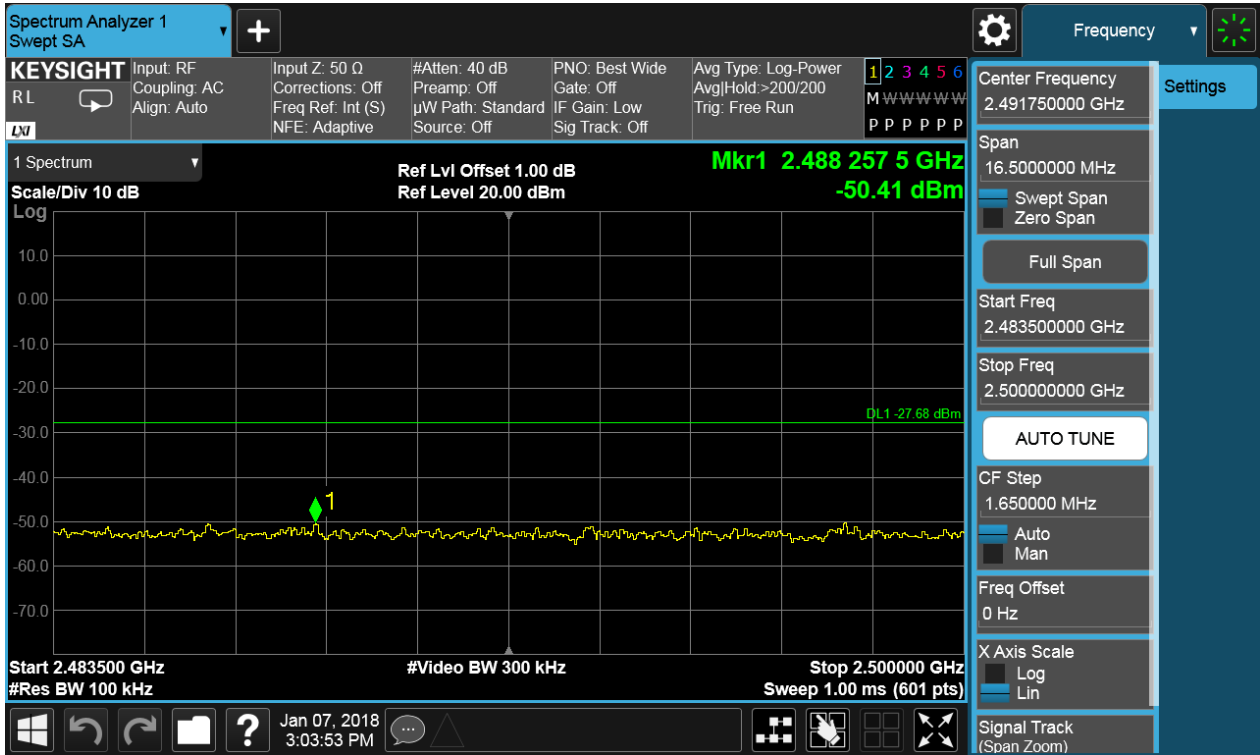 Spectrum Analyzer 1
Swept SA
+
Frequency
KEYSIGHT
RL
LXI
Input: RF
Coupling: AC
Align: Auto
Input Z: 50 Ω
Corrections: Off
Freq Ref: Int (S)
NFE: Adaptive
#Atten: 40 dB
Preamp: Off
µW Path: Standard
Source: Off
PNO: Best Wide
Gate: Off
IF Gain: Low
Sig Track: Off
Avg Type: Log-Power
Avg|Hold:>200/200
Trig: Free Run
1 2 3 4 5 6
M W W W W W
P P P P P P
1 Spectrum
Scale/Div 10 dB
Log
Ref Lvl Offset 1.00 dB
Ref Level 20.00 dBm
Mkr1 2.488 257 5 GHz
-50.41 dBm
10.0
0.00
-10.0
-20.0
DL1 -27.68 dBm
-30.0
-40.0
1
-50.0
-60.0
-70.0
Start 2.483500 GHz
#Res BW 100 kHz
#Video BW 300 kHz
Stop 2.500000 GHz
Sweep 1.00 ms (601 pts)
Center Frequency
2.491750000 GHz
Span
16.5000000 MHz
Swept Span
Zero Span
Full Span
Start Freq
2.483500000 GHz
Stop Freq
2.500000000 GHz
AUTO TUNE
CF Step
1.650000 MHz
Auto
Man
Freq Offset
0 Hz
X Axis Scale
Log
Lin
Signal Track
(Span Zoom)
Settings
?
Jan 07, 2018
3:03:53 PM